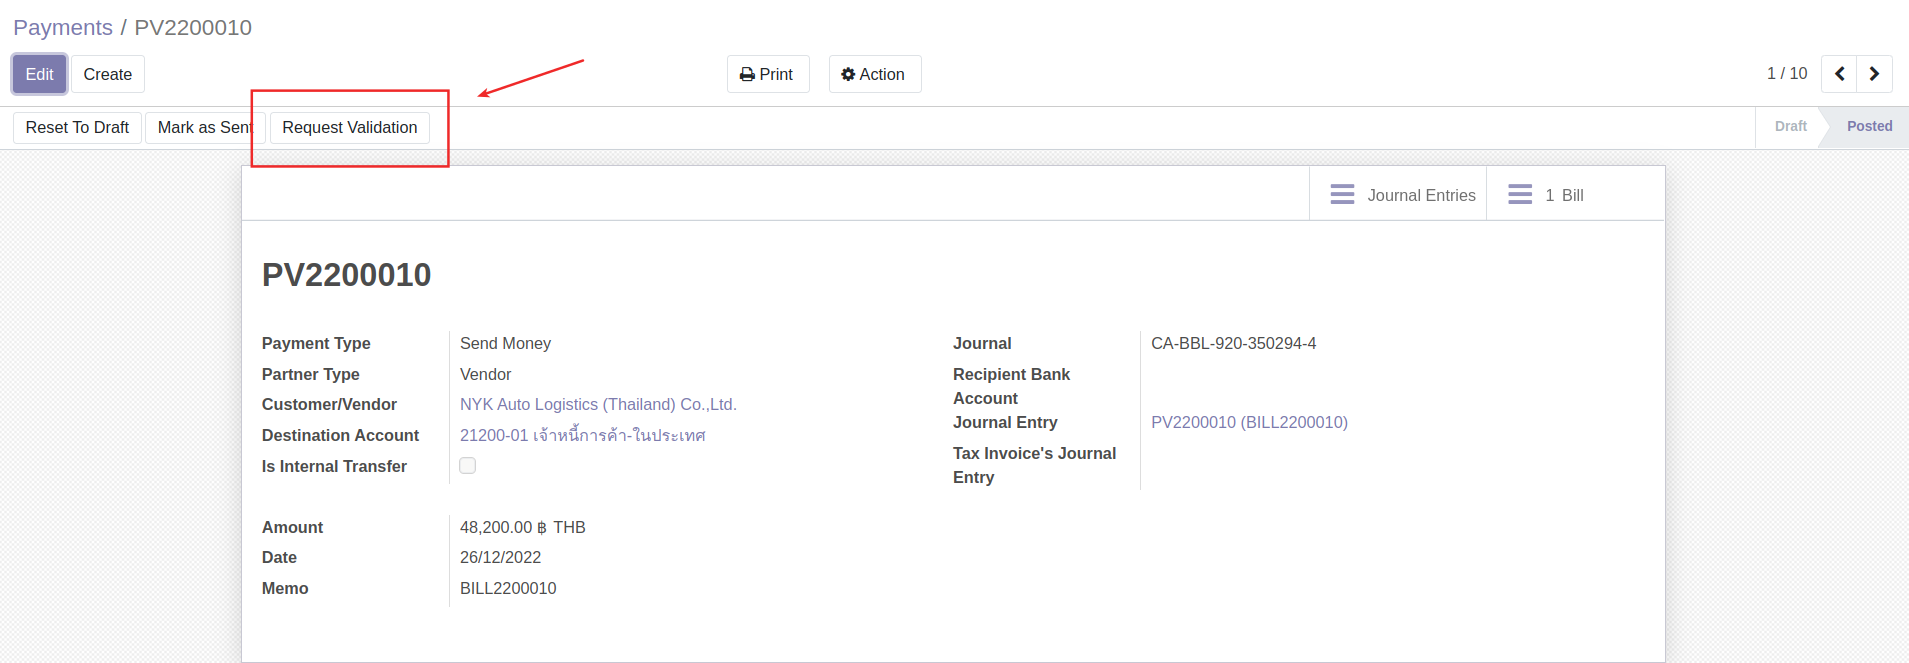 Payments / PV2200010
Edit Create Print Action 1 / 10
Reset To Draft Mark as Sent Request Validation Draft Posted
Journal Entries 1 Bill
PV2200010
Payment Type Send Money
Partner Type Vendor
Customer/Vendor NYK Auto Logistics (Thailand) Co.,Ltd.
Destination Account 21200-01 เจ้าหนี้การค้า-ในประเทศ
Is Internal Transfer
Journal CA-BBL-920-350294-4
Recipient Bank
Account
Journal Entry PV2200010 (BILL2200010)
Tax Invoice's Journal
Entry
Amount 48,200.00 ฿ THB
Date 26/12/2022
Memo BILL2200010